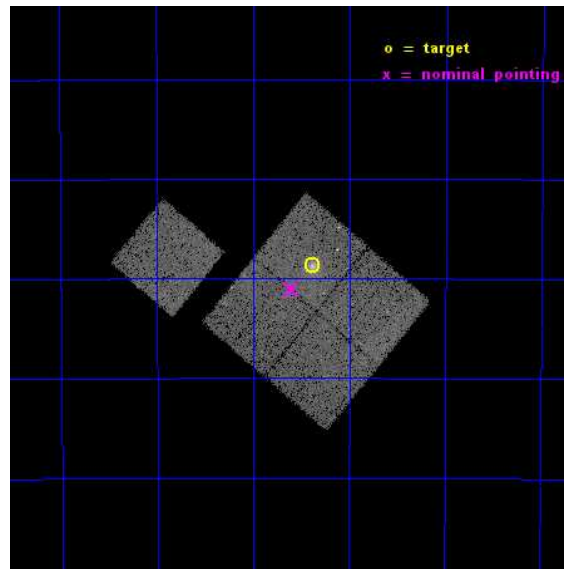 o = target
x = nominal pointing